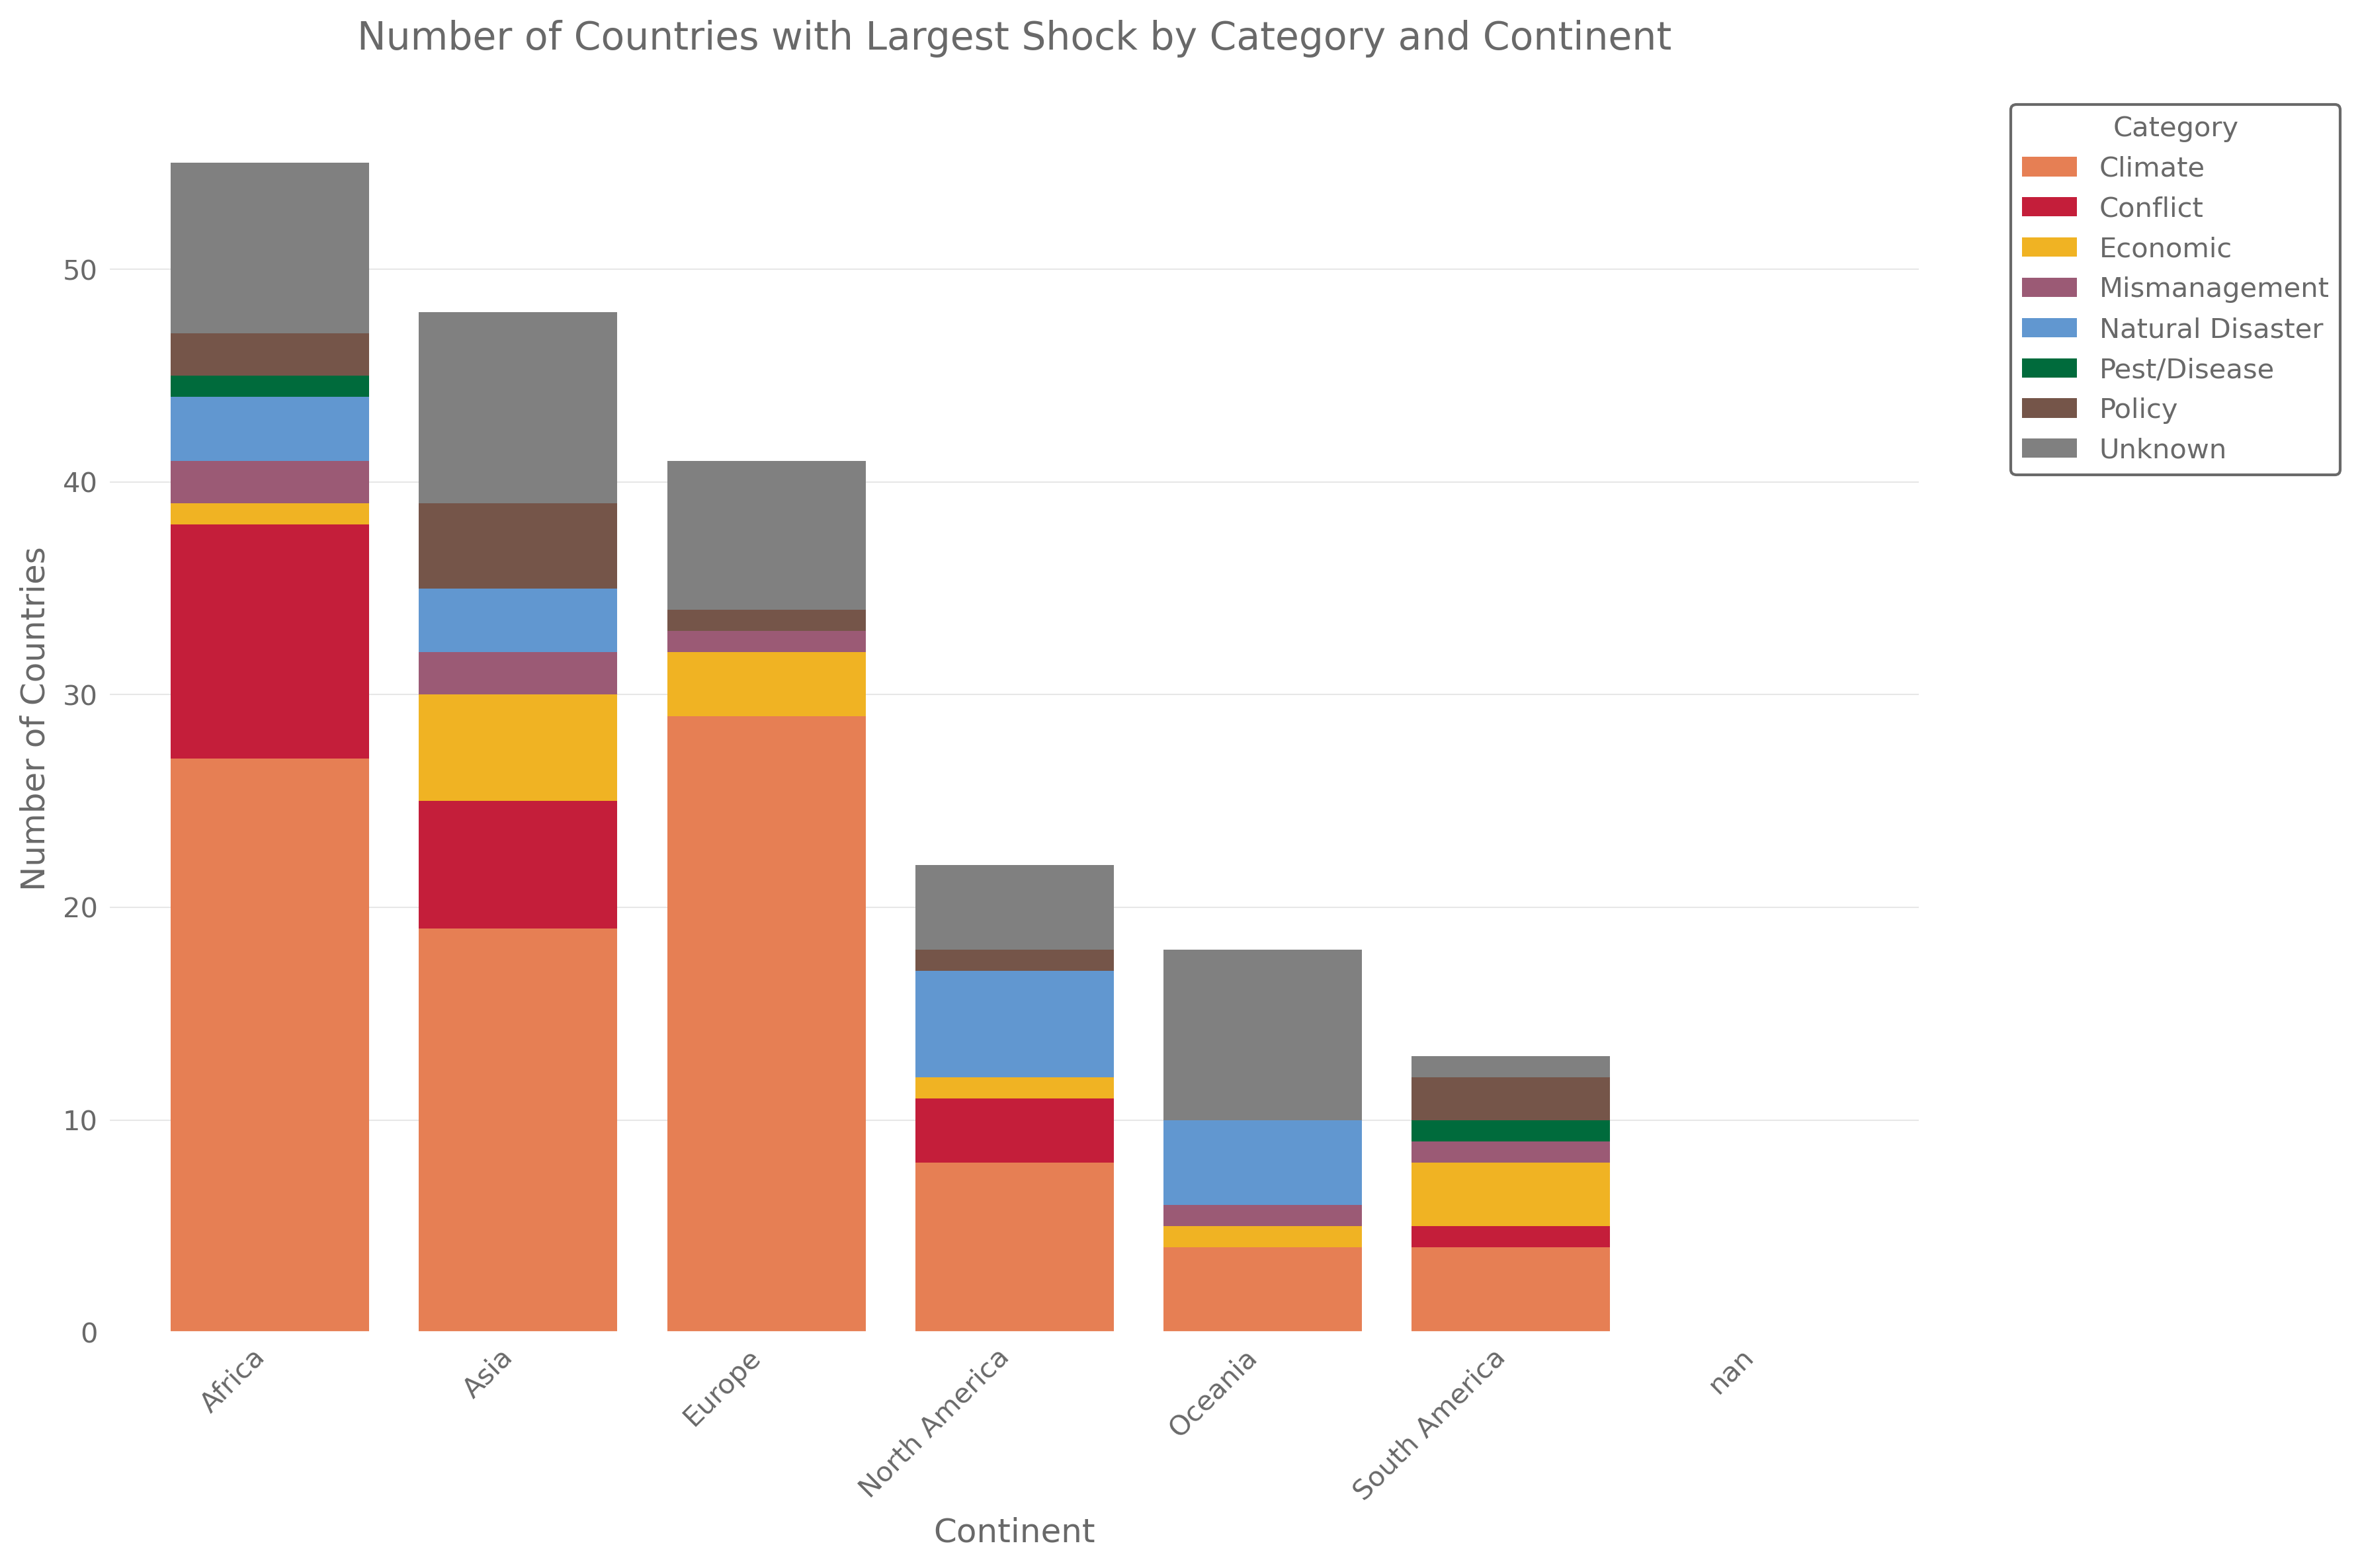 Number of Countries with Largest Shock by Category and Continent
Category
Climate
Conflict
Economic
Mismanagement
Natural Disaster
Pest/Disease
Policy
Unknown
Number of Countries
50
40
30
20
10
0
Africa
Asia
Europe
North America
Oceania
South America
nan
Continent